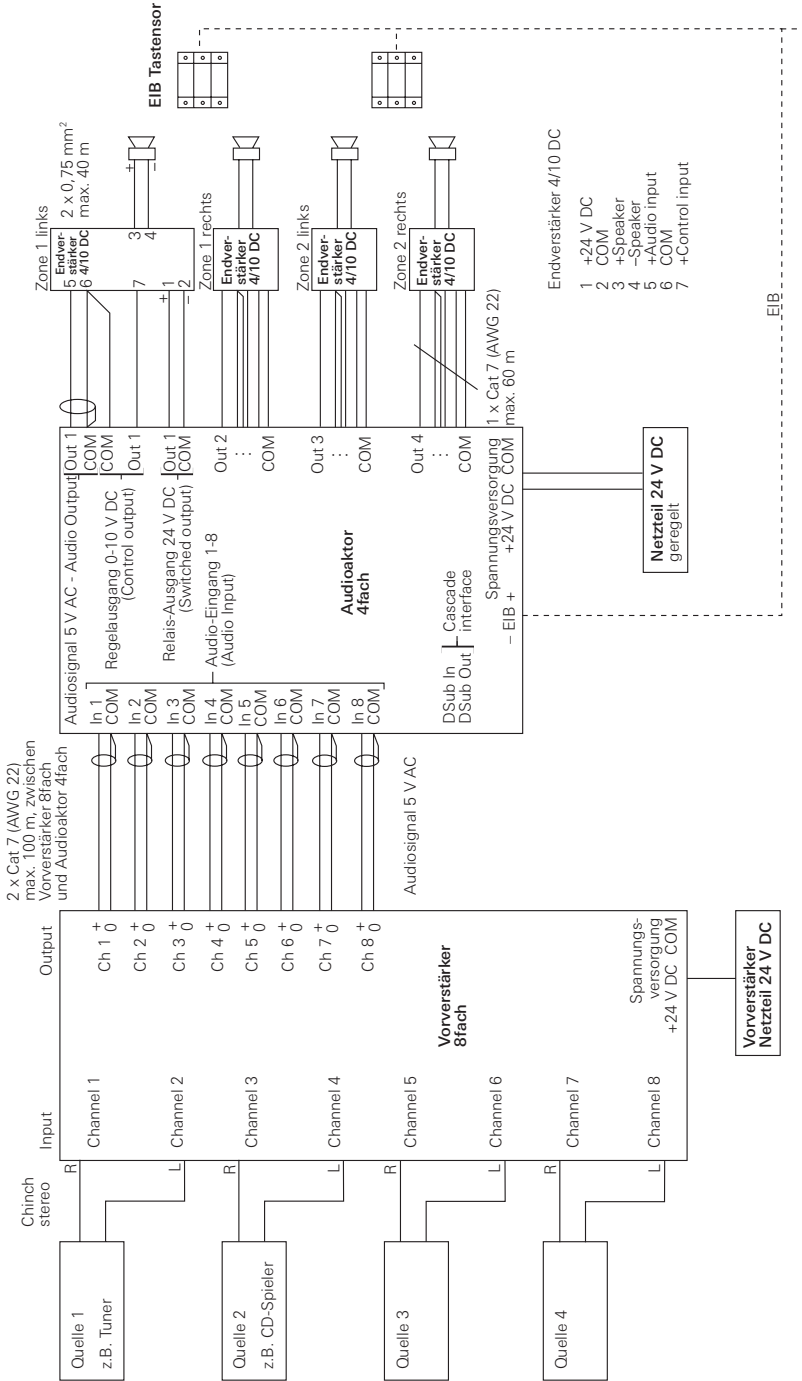 Chinch
stereo
Quelle 1
z.B. Tuner
Quelle 2
z.B. CD-Spieler
Quelle 3
Quelle 4
R
L
R
L
R
L
R
L
Input
Output
Channel 1
Channel 2
Channel 3
Channel 4
Channel 5
Channel 6
Channel 7
Channel 8
Ch 1 +
0
Ch 2 +
0
Ch 3 +
0
Ch 4 +
0
Ch 5 +
0
Ch 6 +
0
Ch 7 +
0
Ch 8 +
0
Vorverstärker
8fach
Spannungs-
versorgung
+24 V DC COM
Vorverstärker
Netzteil 24 V DC
2 x Cat 7 (AWG 22)
max. 100 m, zwischen
Vorverstärker 8fach
und Audioaktor 4fach
Audiosignal 5 V AC
Audiosignal 5 V AC - Audio Output
Out 1
COM
COM
Regelausgang 0-10 V DC
(Control output)
Out 1
Relais-Ausgang 24 V DC
(Switched output)
Out 1
COM
Audio-Eingang 1-8
(Audio Input)
In 1
COM
In 2
COM
In 3
COM
In 4
COM
In 5
COM
In 6
COM
In 7
COM
In 8
COM
Audioaktor
4fach
Out 2
:
:
COM
Out 3
:
:
COM
Out 4
:
:
COM
DSub In
DSub Out
Cascade
interface
Spannungsversorgung
– EIB +
+24 V DC COM
Netzteil 24 V DC
geregelt
1 x Cat 7 (AWG 22)
max. 60 m
Zone 1 links
5
6
Endver-
stärker
4/10 DC
3
4
7
+
1
2
–
2 x 0,75 mm²
max. 40 m
+
–
Zone 1 rechts
Endver-
stärker
4/10 DC
Zone 2 links
Endver-
stärker
4/10 DC
Zone 2 rechts
Endver-
stärker
4/10 DC
EIB Tastensor
Endverstärker 4/10 DC
1 +24 V DC
2 COM
3 +Speaker
4 –Speaker
5 +Audio input
6 COM
7 +Control input
EIB